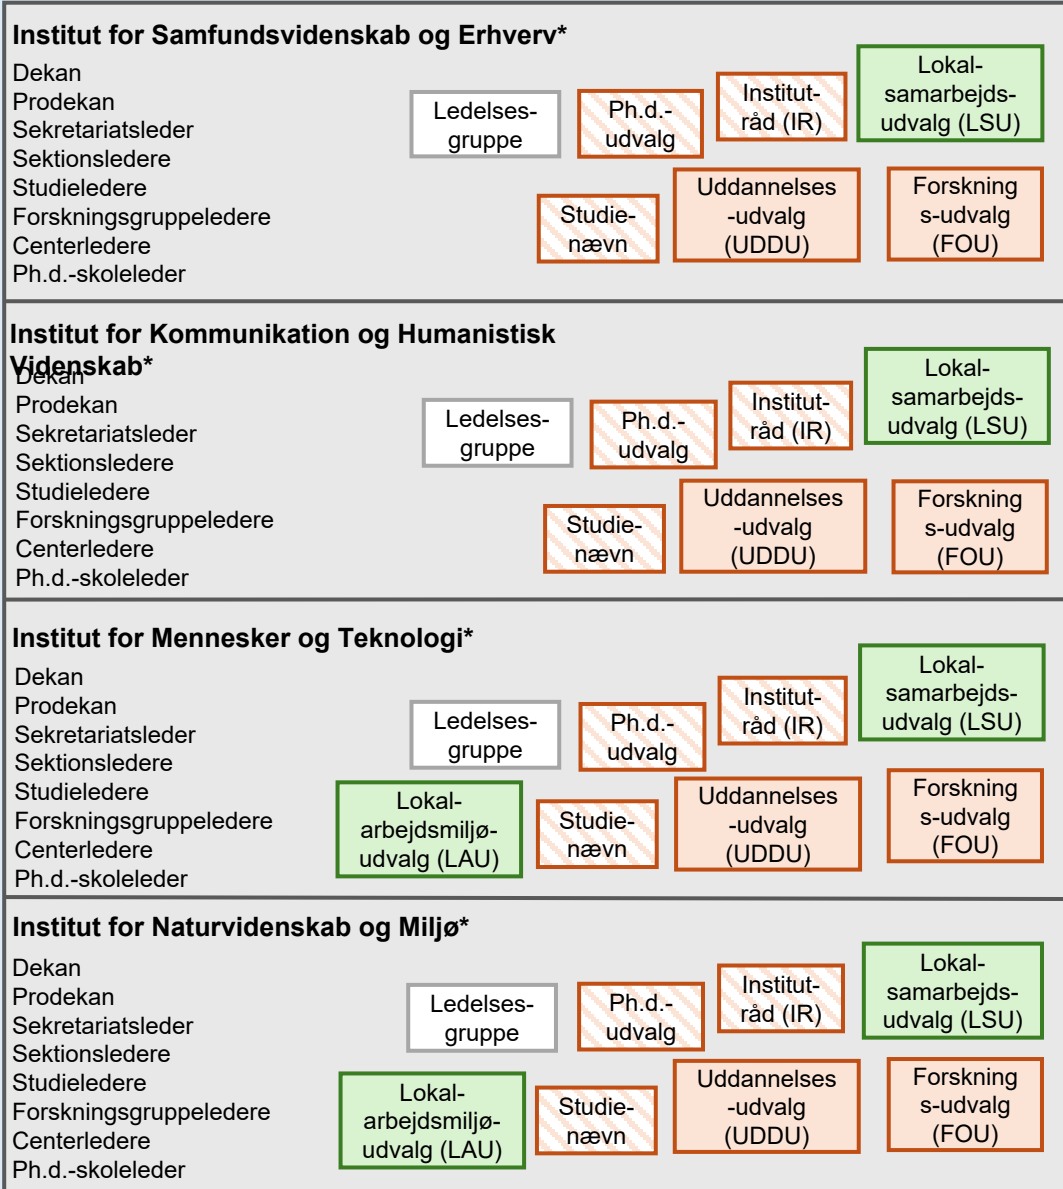 Institut for Samfundsvidenskab og Erhverv*
Dekan
Prodekan
Sekretariatsleder
Sektionsledere
Studieledere
Forskningsgruppeledere
Centerledere
Ph.d.-skoleleder
Ledelses-
gruppe
Ph.d.-
udvalg
Institut-
råd (IR)
Lokal-
samarbejds-
udvalg (LSU)
Studie-
nævn
Uddannelses
-udvalg
(UDDU)
Forskning
s-udvalg
(FOU)
Institut for Kommunikation og Humanistisk
Videnskab*
Dekan
Prodekan
Sekretariatsleder
Sektionsledere
Studieledere
Forskningsgruppeledere
Centerledere
Ph.d.-skoleleder
Ledelses-
gruppe
Ph.d.-
udvalg
Institut-
råd (IR)
Lokal-
samarbejds-
udvalg (LSU)
Studie-
nævn
Uddannelses
-udvalg
(UDDU)
Forskning
s-udvalg
(FOU)
Institut for Mennesker og Teknologi*
Dekan
Prodekan
Sekretariatsleder
Sektionsledere
Studieledere
Forskningsgruppeledere
Centerledere
Ph.d.-skoleleder
Ledelses-
gruppe
Ph.d.-
udvalg
Institut-
råd (IR)
Lokal-
samarbejds-
udvalg (LSU)
Lokal-
arbejdsmiljø-
udvalg (LAU)
Studie-
nævn
Uddannelses
-udvalg
(UDDU)
Forskning
s-udvalg
(FOU)
Institut for Naturvidenskab og Miljø*
Dekan
Prodekan
Sekretariatsleder
Sektionsledere
Studieledere
Forskningsgruppeledere
Centerledere
Ph.d.-skoleleder
Ledelses-
gruppe
Ph.d.-
udvalg
Institut-
råd (IR)
Lokal-
samarbejds-
udvalg (LSU)
Lokal-
arbejdsmiljø-
udvalg (LAU)
Studie-
nævn
Uddannelses
-udvalg
(UDDU)
Forskning
s-udvalg
(FOU)